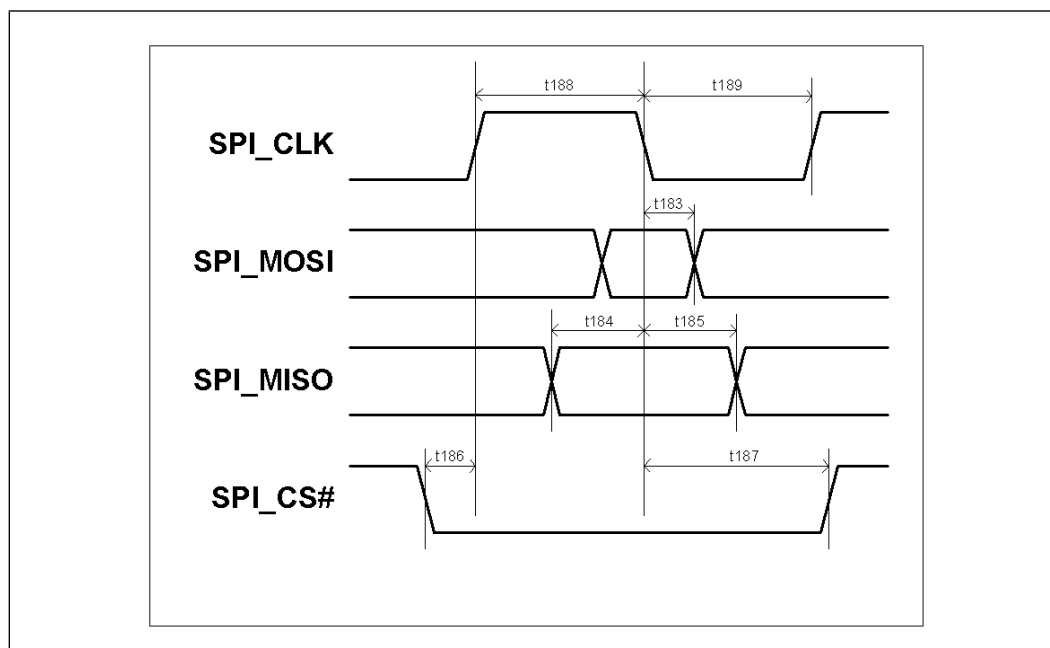 t188 t189
SPI_CLK
t183
SPI_MOSI
t184 t185
SPI_MISO
t186 t187
SPI_CS#